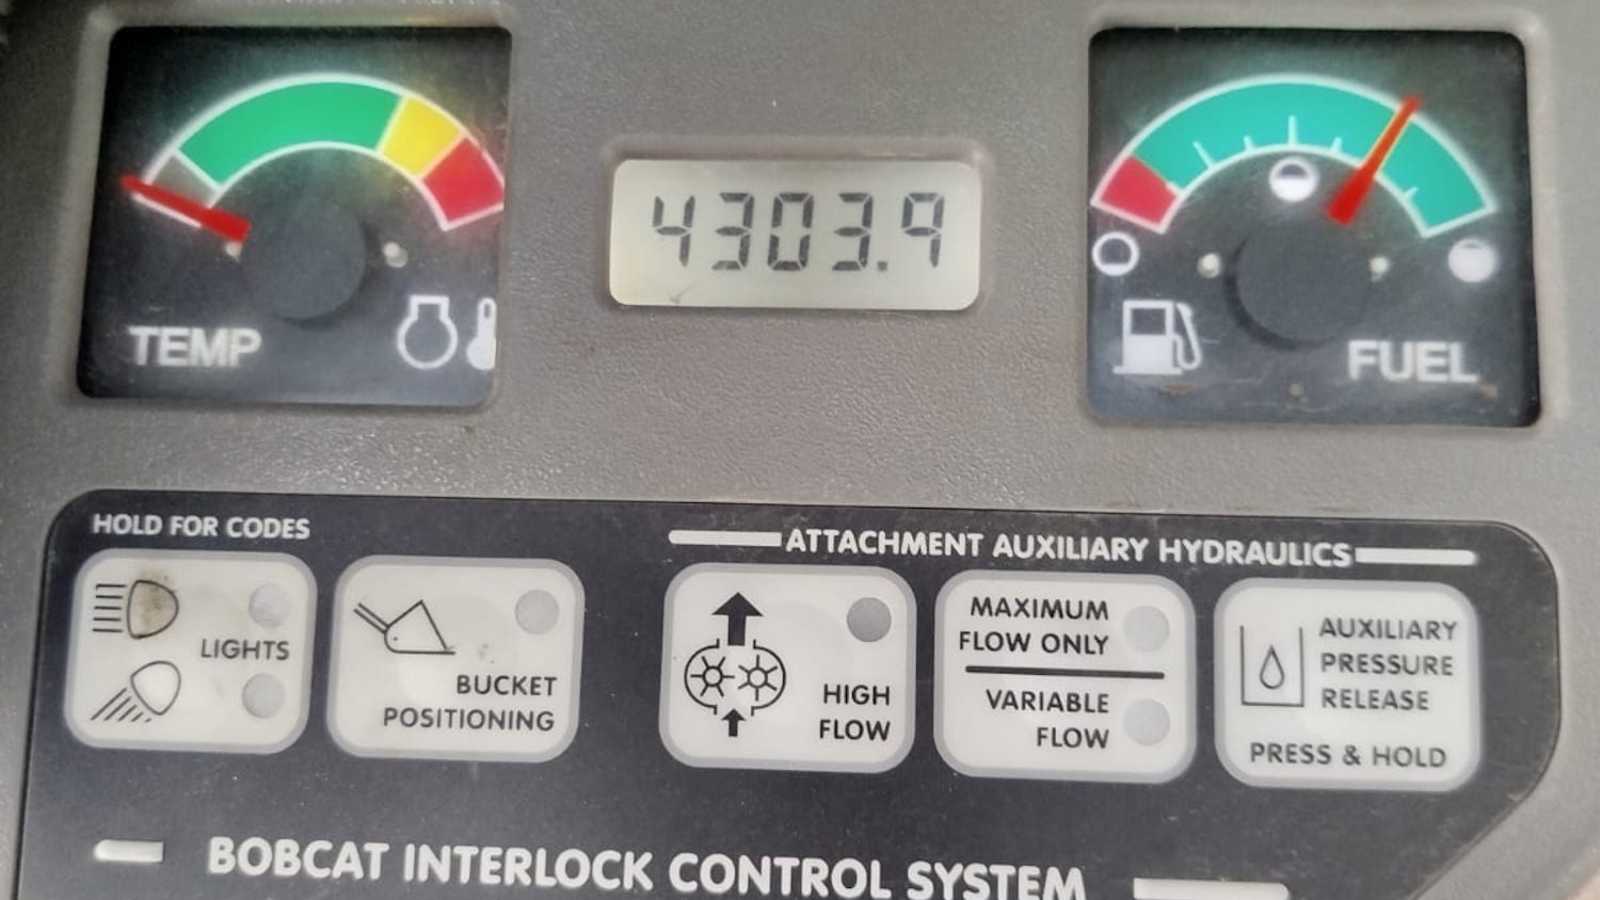 4303.9
TEMP
FUEL
HOLD FOR CODES
ATTACHMENT AUXILIARY HYDRAULICS
LIGHTS
BUCKET
POSITIONING
HIGH
FLOW
MAXIMUM
FLOW ONLY
VARIABLE
FLOW
AUXILIARY
PRESSURE
RELEASE
PRESS & HOLD
BOBCAT INTERLOCK CONTROL SYSTEM